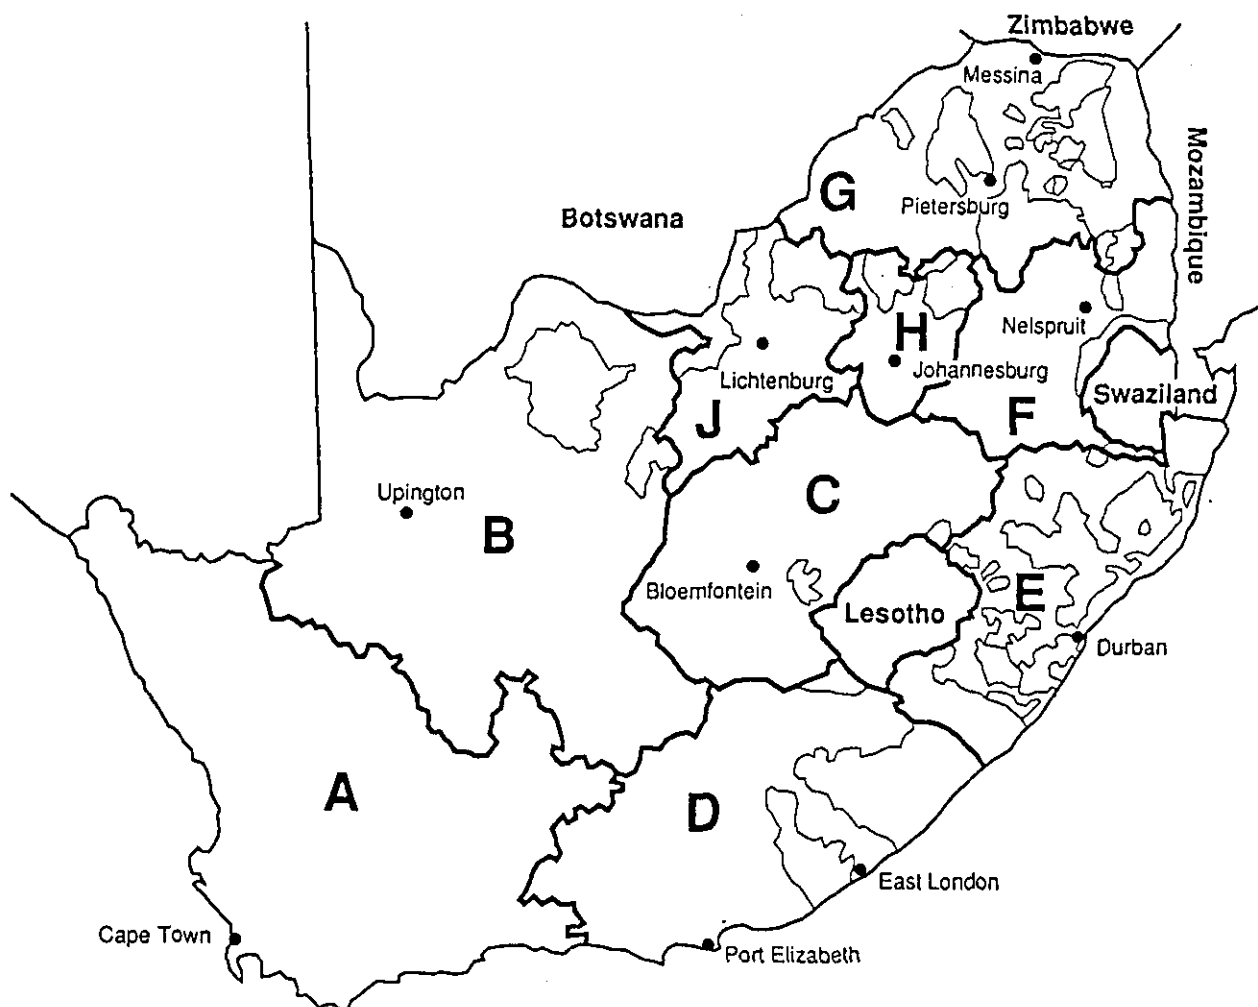 Zimbabwe
Messina
Mozambique
G
Pietersburg
Botswana
Nelspruit
H
Johannesburg
Lichtenburg
Swaziland
J
F
Upington
C
B
Bloemfontein
E
Lesotho
Durban
A
D
East London
Cape Town
Port Elizabeth